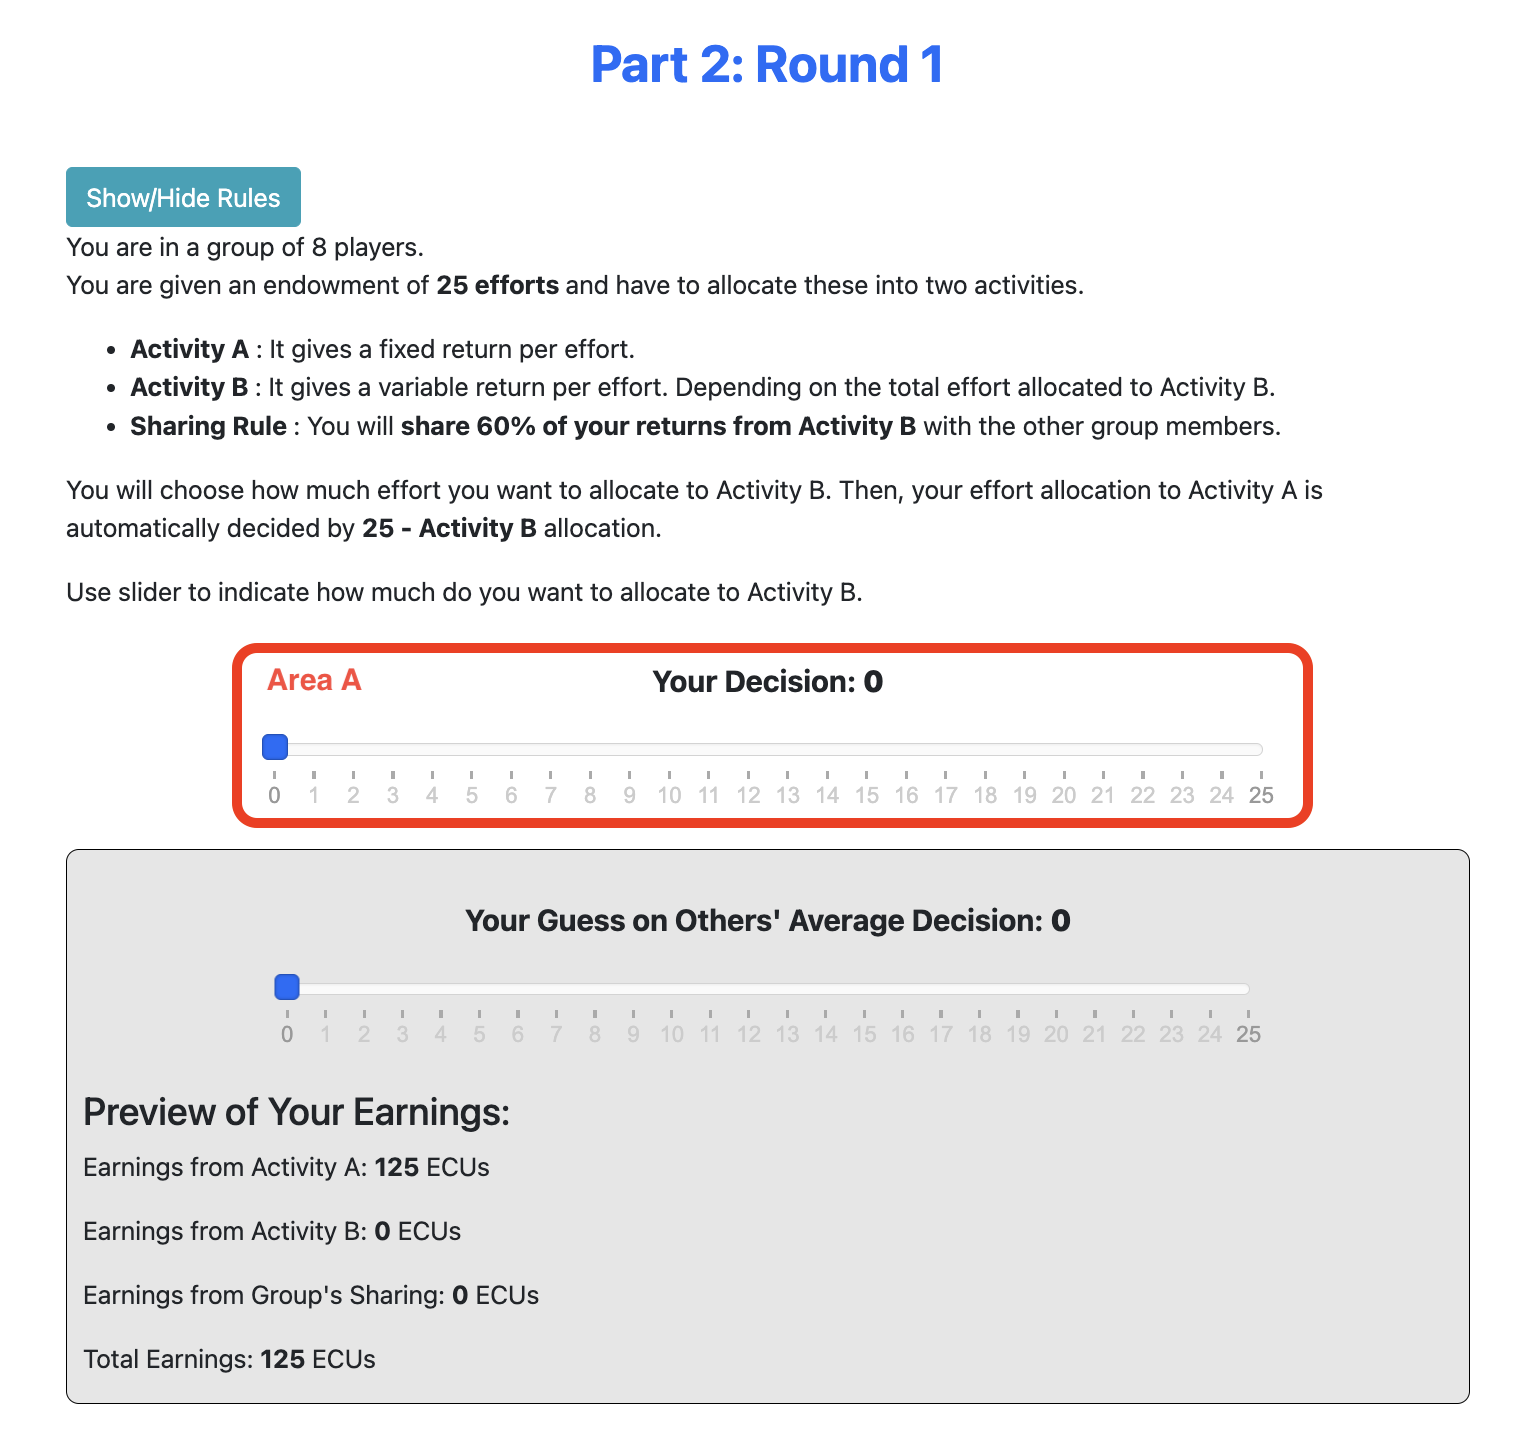 Part 2: Round 1
Show/Hide Rules
You are in a group of 8 players.
You are given an endowment of 25 efforts and have to allocate these into two activities.
• Activity A : It gives a fixed return per effort.
• Activity B : It gives a variable return per effort. Depending on the total effort allocated to Activity B.
• Sharing Rule : You will share 60% of your returns from Activity B with the other group members.
You will choose how much effort you want to allocate to Activity B. Then, your effort allocation to Activity A is
automatically decided by 25 - Activity B allocation.
Use slider to indicate how much do you want to allocate to Activity B.
Area A
Your Decision: 0
0 1 2 3 4 5 6 7 8 9 10 11 12 13 14 15 16 17 18 19 20 21 22 23 24 25
Your Guess on Others' Average Decision: 0
0 1 2 3 4 5 6 7 8 9 10 11 12 13 14 15 16 17 18 19 20 21 22 23 24 25
Preview of Your Earnings:
Earnings from Activity A: 125 ECUs
Earnings from Activity B: 0 ECUs
Earnings from Group's Sharing: 0 ECUs
Total Earnings: 125 ECUs